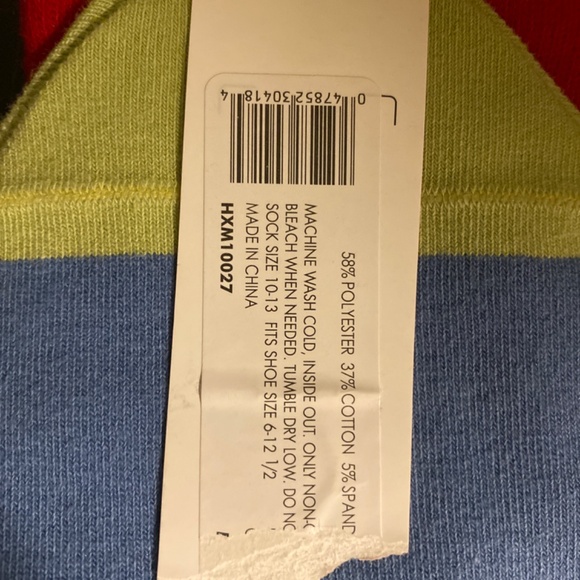 0 47852 30418 4
58% POLYESTER 37% COTTON 5% SPAND
MACHINE WASH COLD, INSIDE OUT. ONLY NON-
BLEACH WHEN NEEDED. TUMBLE DRY LOW. DO NO
SOCK SIZE 10-13 FITS SHOE SIZE 6-12 1/2
MADE IN CHINA
HXM10027